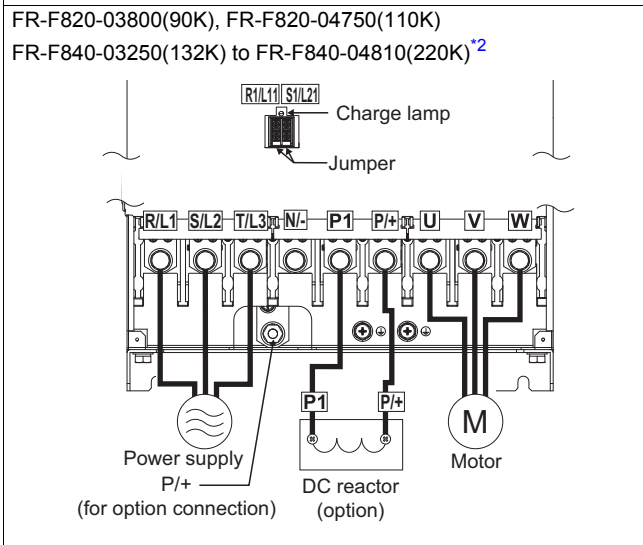 FR-F820-03800(90K), FR-F820-04750(110K)
FR-F840-03250(132K) to FR-F840-04810(220K)*2
R1/L11 S1/L21
Charge lamp
Jumper
R/L1 S/L2 T/L3 N/- P1 P/+ U V W
P1 P/+
M
Power supply
Motor
P/+
(for option connection)
DC reactor
(option)